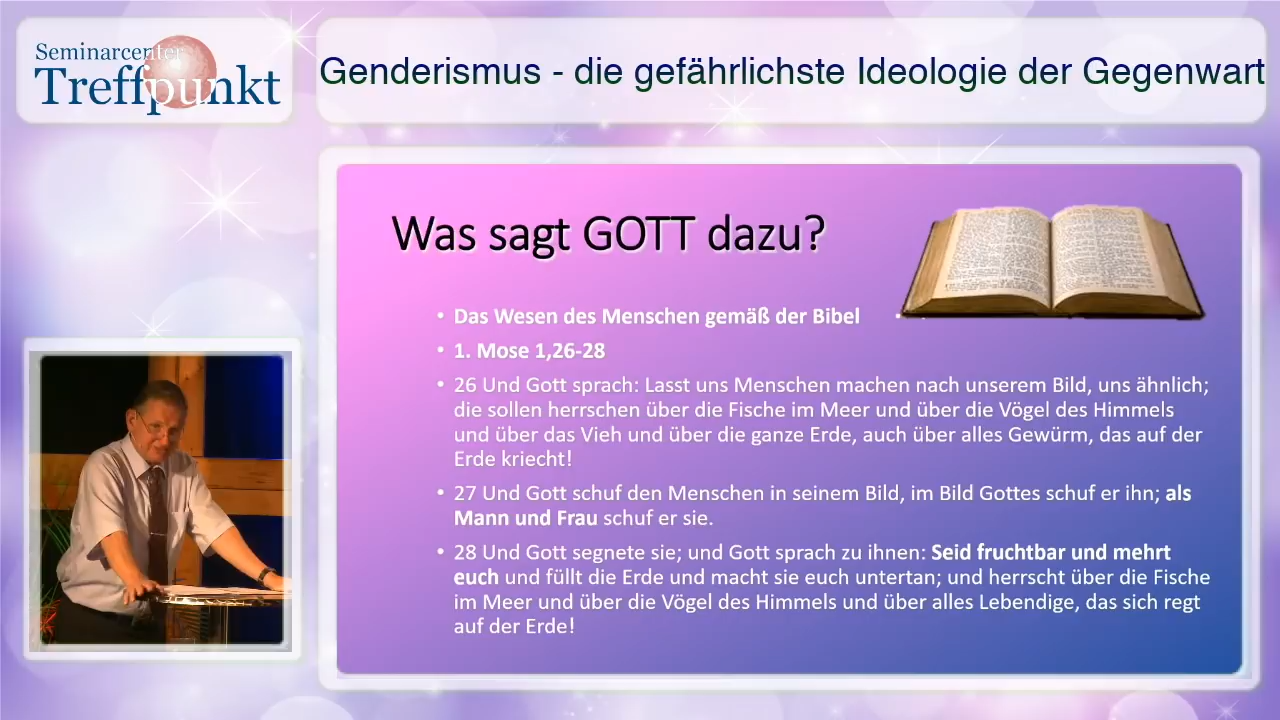 Seminarcenter
Treffpunkt
Genderismus - die gefährlichste Ideologie der Gegenwart
Was sagt GOTT dazu?
• Das Wesen des Menschen gemäß der Bibel
• 1. Mose 1,26-28
• 26 Und Gott sprach: Lasst uns Menschen machen nach unserem Bild, uns ähnlich;
die sollen herrschen über die Fische im Meer und über die Vögel des Himmels
und über das Vieh und über die ganze Erde, auch über alles Gewürm, das auf der
Erde kriecht!
• 27 Und Gott schuf den Menschen in seinem Bild, im Bild Gottes schuf er ihn; als
Mann und Frau schuf er sie.
• 28 Und Gott segnete sie; und Gott sprach zu ihnen: Seid fruchtbar und mehrt
euch und füllt die Erde und macht sie euch untertan; und herrscht über die Fische
im Meer und über die Vögel des Himmels und über alles Lebendige, das sich regt
auf der Erde!